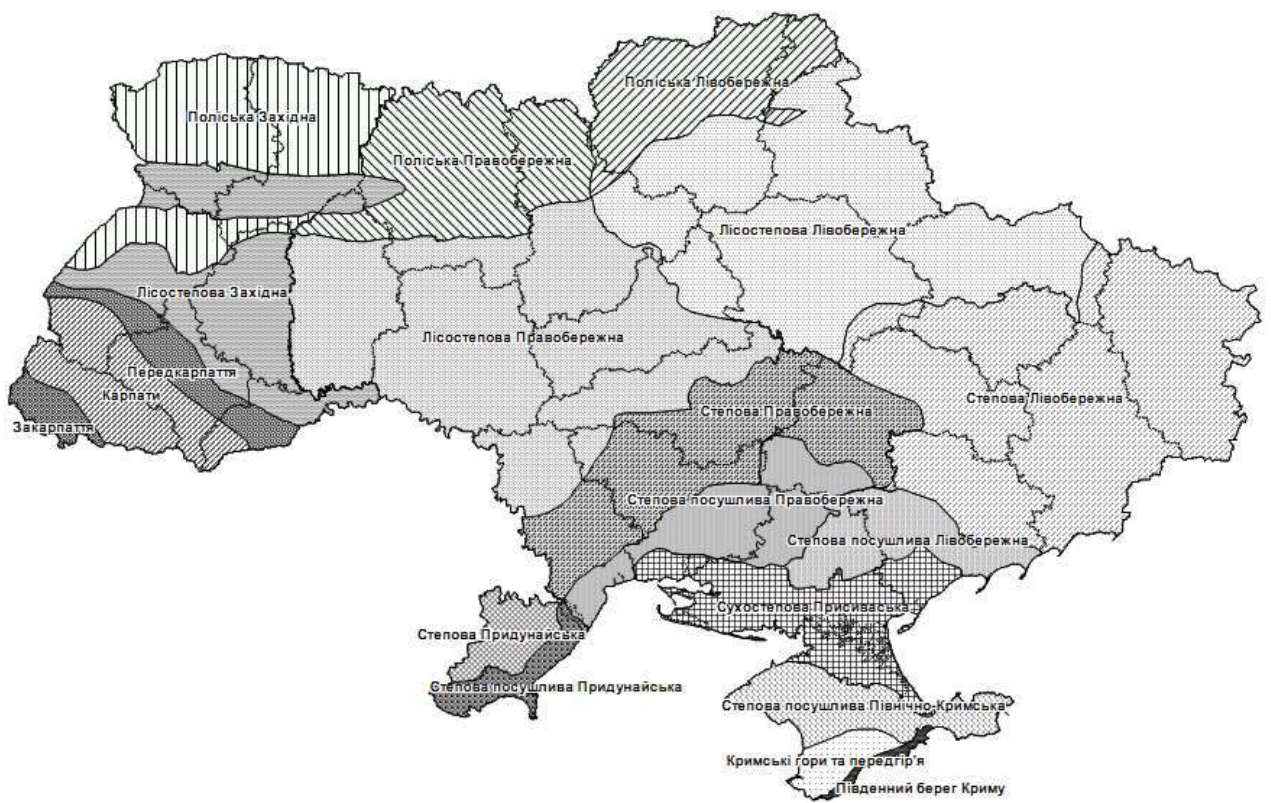 Поліська Лівобережна
Поліська Західна
Поліська Правобережна
Лісостепова Лівобережна
Лісостепова Західна
Лісостепова Правобережна
Передкарпаття
Карпати
Степова Лівобережна
Степова Правобережна
Закарпаття
Степова посушлива Правобережна
Степова посушлива Лівобережна
Сухостепова Присиваська
Степова Придунайська
Степова посушлива Придунайська
Степова посушлива Північно-Кримська
Кримські гори та передгір'я
Південний берег Криму